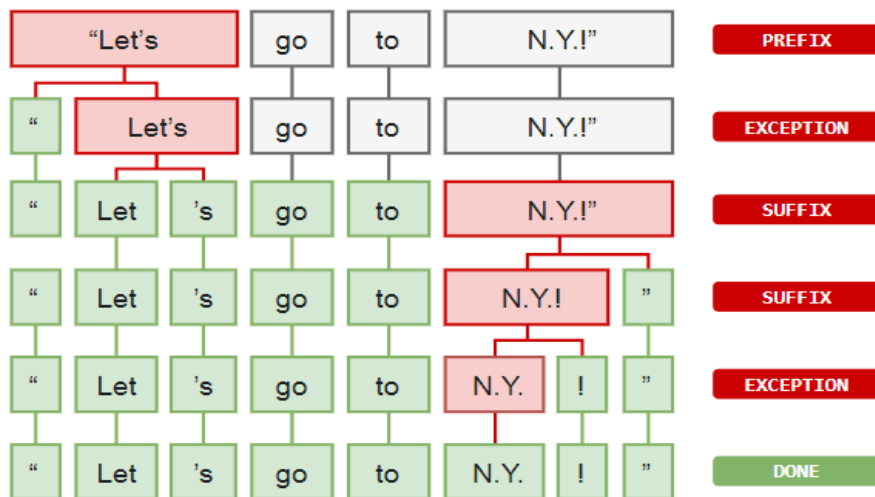 “Let’s go to N.Y.!” PREFIX
“ Let’s go to N.Y.!” EXCEPTION
“ Let ’s go to N.Y.!” SUFFIX
“ Let ’s go to N.Y.! ” SUFFIX
“ Let ’s go to N.Y. ! ” EXCEPTION
“ Let ’s go to N.Y. ! ” DONE